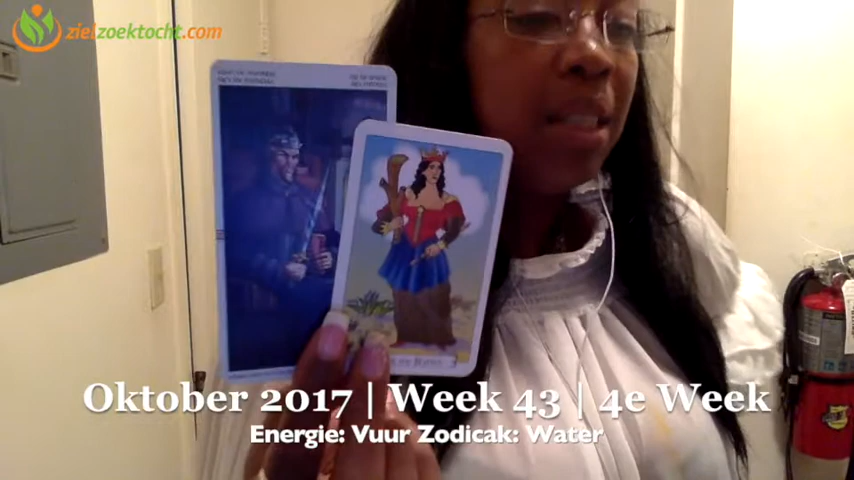 zielzoektocht.com
Oktober 2017 | Week 43 | 4e Week
Energie: Vuur Zodicak: Water